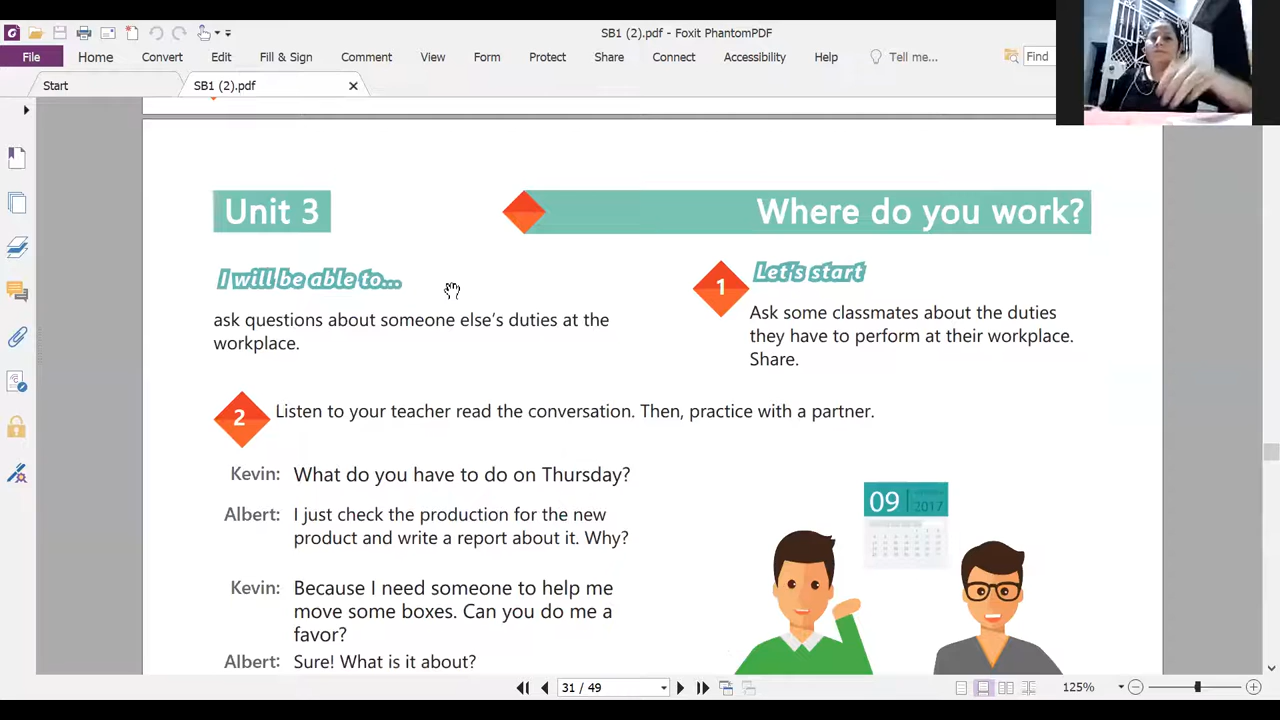 SB1 (2).pdf - Foxit PhantomPDF
File Home Convert Edit Fill & Sign Comment View Form Protect Share Connect Accessibility Help Tell me... Find
Start SB1 (2).pdf
Unit 3
Where do you work?
I will be able to...
ask questions about someone else's duties at the
workplace.
1
Let's start
Ask some classmates about the duties
they have to perform at their workplace.
Share.
2
Listen to your teacher read the conversation. Then, practice with a partner.
Kevin: What do you have to do on Thursday?
Albert: I just check the production for the new
product and write a report about it. Why?
Kevin: Because I need someone to help me
move some boxes. Can you do me a
favor?
Albert: Sure! What is it about?
09
2017
31 / 49
125%